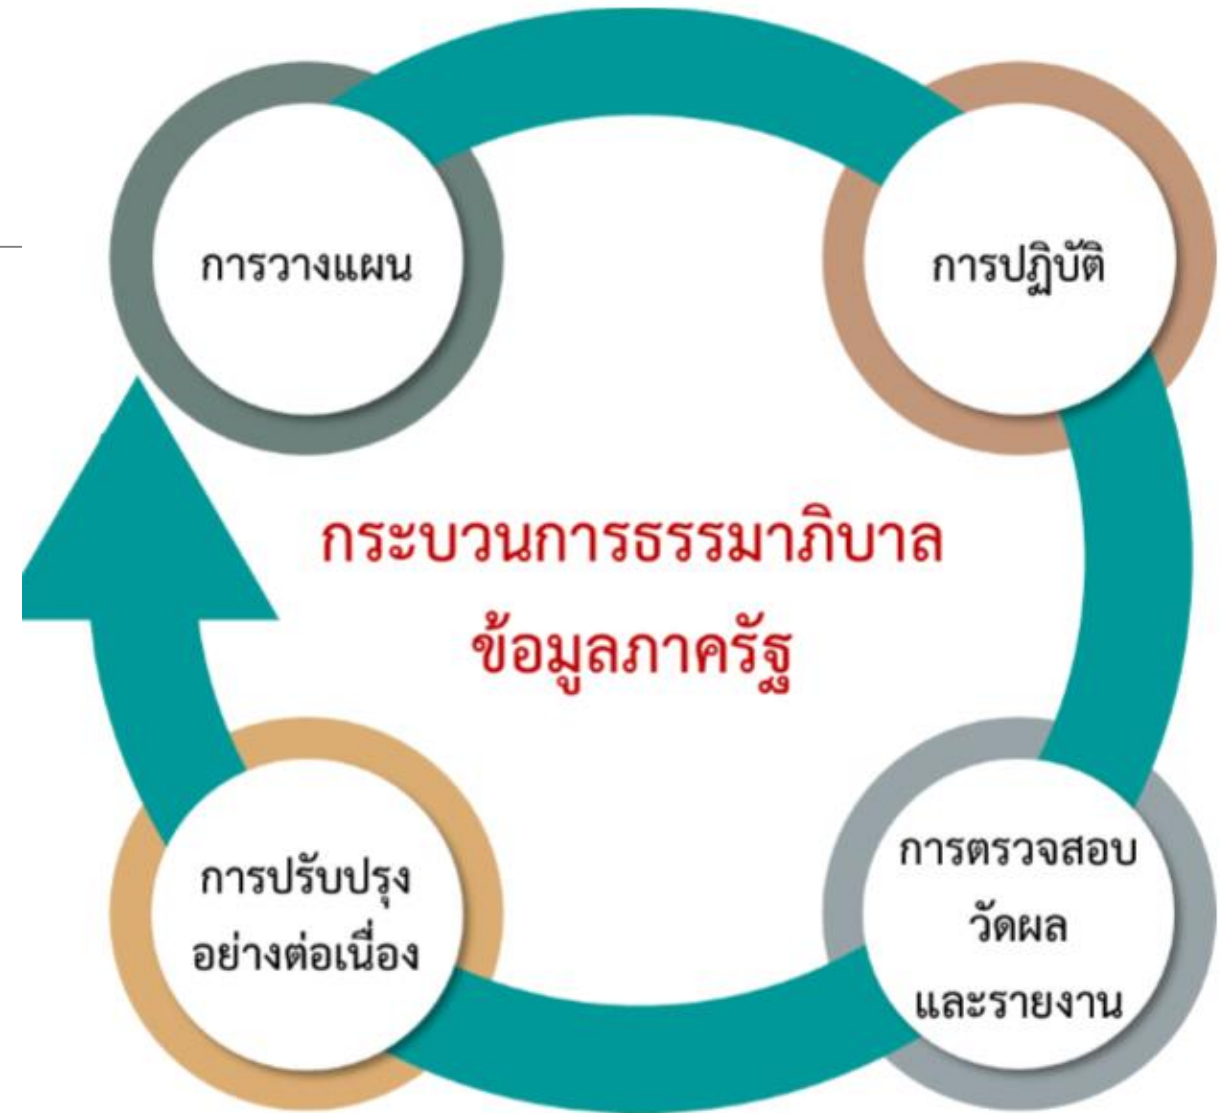 การวางแผน
การปฏิบัติ
กระบวนการธรรมาภิบาล
ข้อมูลภาครัฐ
การตรวจสอบ
วัดผล
และรายงาน
การปรับปรุง
อย่างต่อเนื่อง